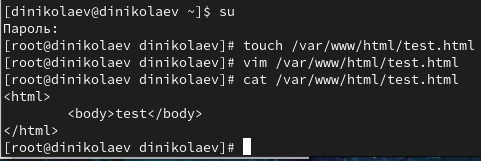 [dinikolaev@dinikolaev ~]$ su
Пароль:
[root@dinikolaev dinikolaev]# touch /var/www/html/test.html
[root@dinikolaev dinikolaev]# vim /var/www/html/test.html
[root@dinikolaev dinikolaev]# cat /var/www/html/test.html
<html>
        <body>test</body>
</html>
[root@dinikolaev dinikolaev]#